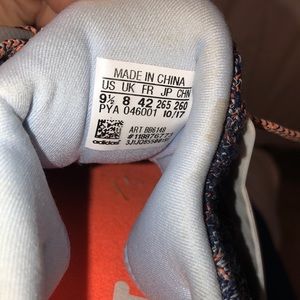 MADE IN CHINA
US UK FR JP CHN
9½ 8 42 265 260
PYA 046001 10/17
ART BB6148
adidas